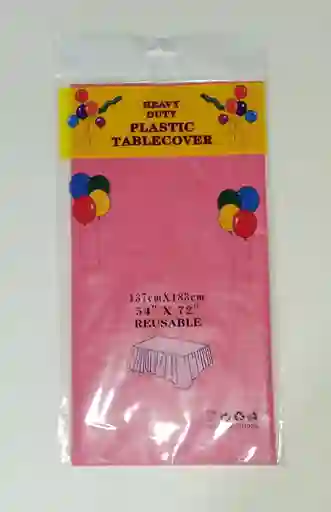 HEAVY
DUTY
PLASTIC
TABLECOVER
137cmX183cm
54" X 72"
REUSABLE